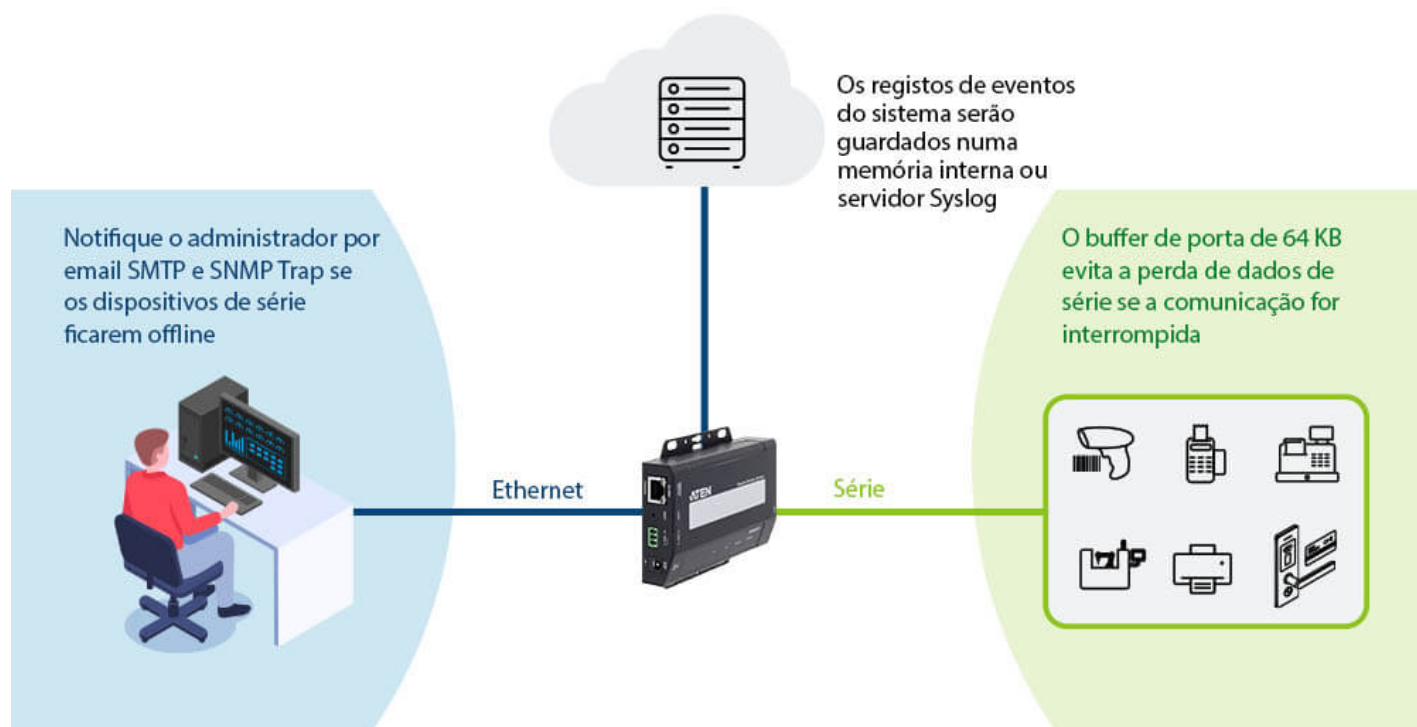 Os registos de eventos
do sistema serão
guardados numa
memória interna ou
servidor Syslog
Notifique o administrador por
email SMTP e SNMP Trap se
os dispositivos de série
ficarem offline
O buffer de porta de 64 KB
evita a perda de dados de
série se a comunicação for
interrompida
Ethernet
ATEN
Série